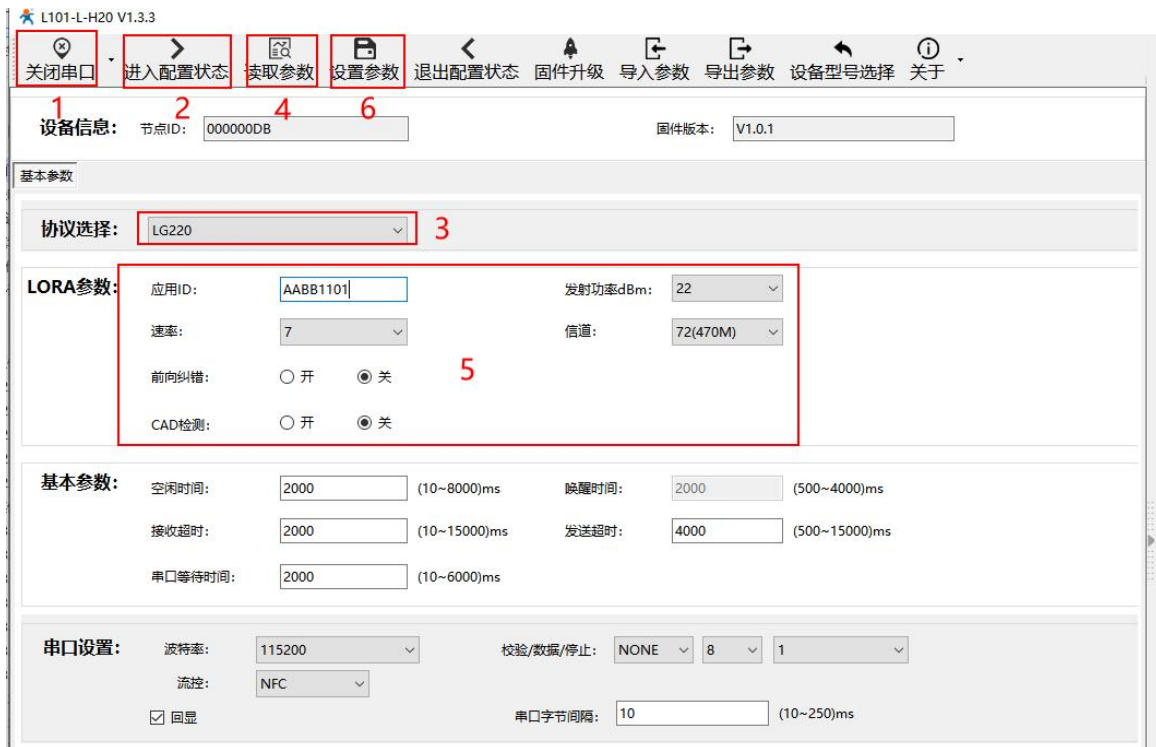 L101-L-H20 V1.3.3
关闭串口 进入配置状态 读取参数 设置参数 退出配置状态 固件升级 导入参数 导出参数 设备型号选择 关于
1 2 4 6
设备信息: 节点ID: 000000DB 固件版本: V1.0.1
基本参数
协议选择: LG220 3
LORA参数: 应用ID: AABB1101 发射功率dBm: 22
速率: 7 信道: 72(470M)
前向纠错: 开 关 5
CAD检测: 开 关
基本参数: 空闲时间: 2000 (10~8000)ms 唤醒时间: 2000 (500~4000)ms
接收超时: 2000 (10~15000)ms 发送超时: 4000 (500~15000)ms
串口等待时间: 2000 (10~6000)ms
串口设置: 波特率: 115200 校验/数据/停止: NONE 8 1
流控: NFC
回显 串口字节间隔: 10 (10~250)ms